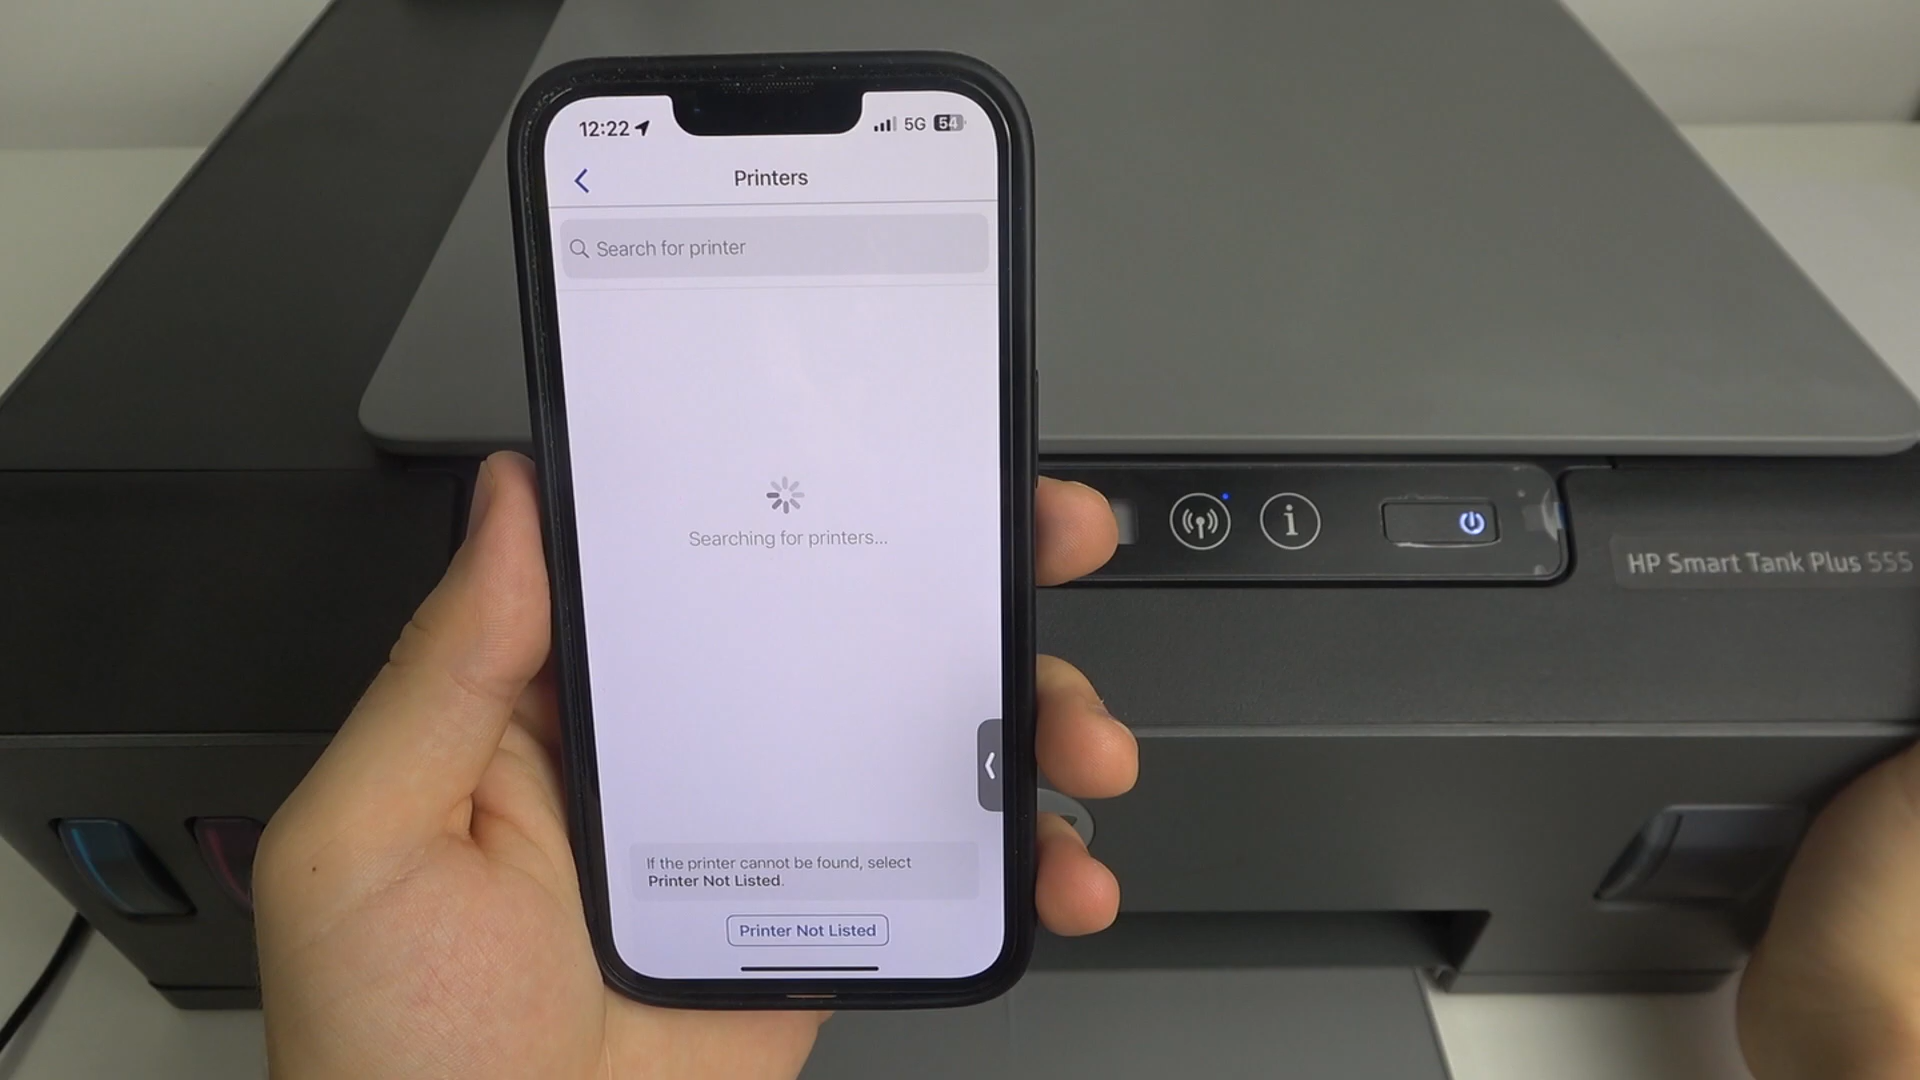 12:22
5G 54
Printers
Search for printer
Searching for printers...
If the printer cannot be found, select
Printer Not Listed.
Printer Not Listed
HP Smart Tank Plus 555